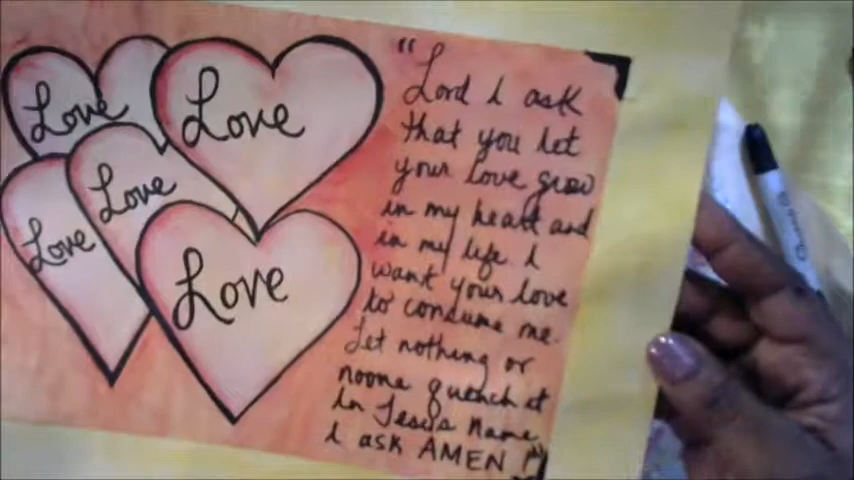 Love
Love
Love
Love
Love
"Lord I ask
that you let
your love grow
in my heart and
in my life. I
want your love
to consume me.
Let nothing or
noone quench it
In Jesus Name
I ask AMEN"